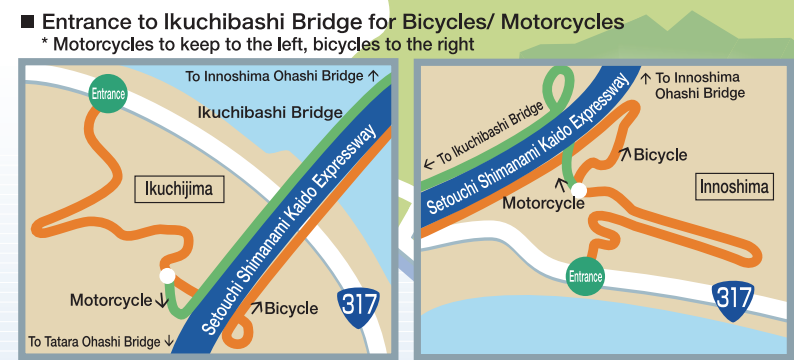 ■ Entrance to Ikuchibashi Bridge for Bicycles/ Motorcycles
* Motorcycles to keep to the left, bicycles to the right
To Innoshima Ohashi Bridge ↑
Entrance
Ikuchibashi Bridge
Setouchi Shimanami Kaido Expressway
Ikuchijima
Motorcycle ↓
↗ Bicycle
317
To Tatara Ohashi Bridge ↓
↑ To Innoshima
Ohashi Bridge
← To Ikuchibashi Bridge
Setouchi Shimanami Kaido Expressway
↗ Bicycle
Motorcycle
Innoshima
Entrance
317